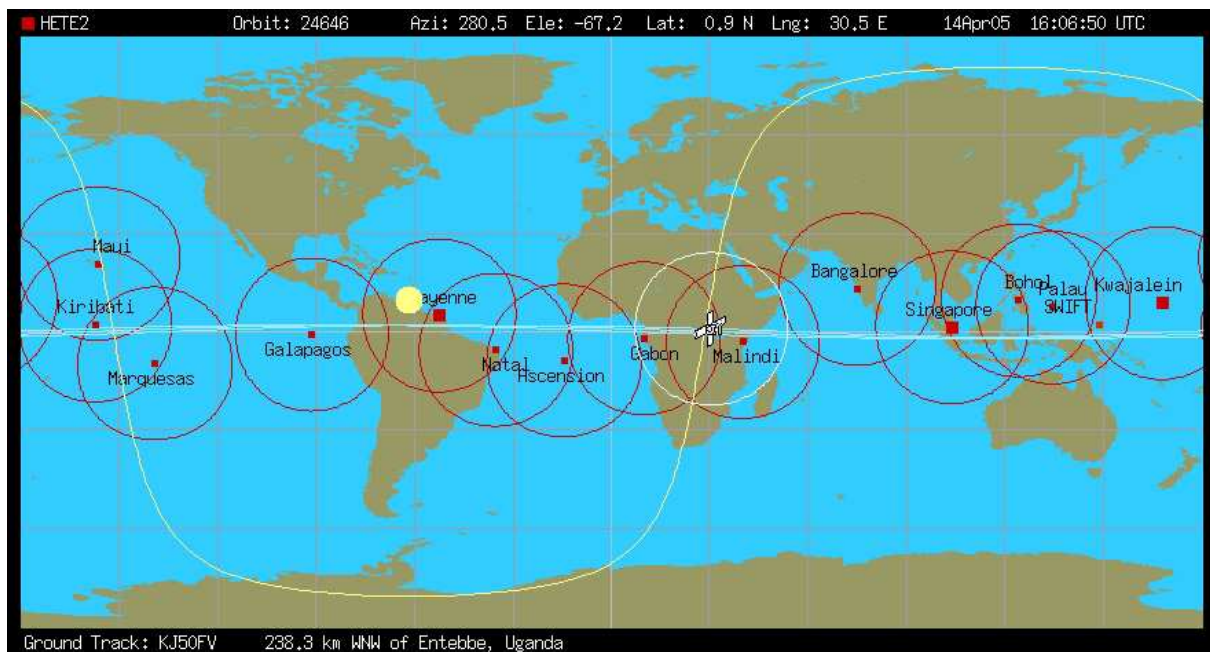 HETE2 Orbit: 24646 Azi: 280.5 Ele: -67.2 Lat: 0.9 N Lng: 30.5 E 14Apr05 16:06:50 UTC
Maui
Kiribati
Marquesas
Galapagos
ayenne
Natal
Ascension
Gabon
Malindi
Bangalore
Singapore
Bohol
Palau
SWIFT
Kwajalein
Ground Track: KJ50FV 238.3 km WNW of Entebbe, Uganda